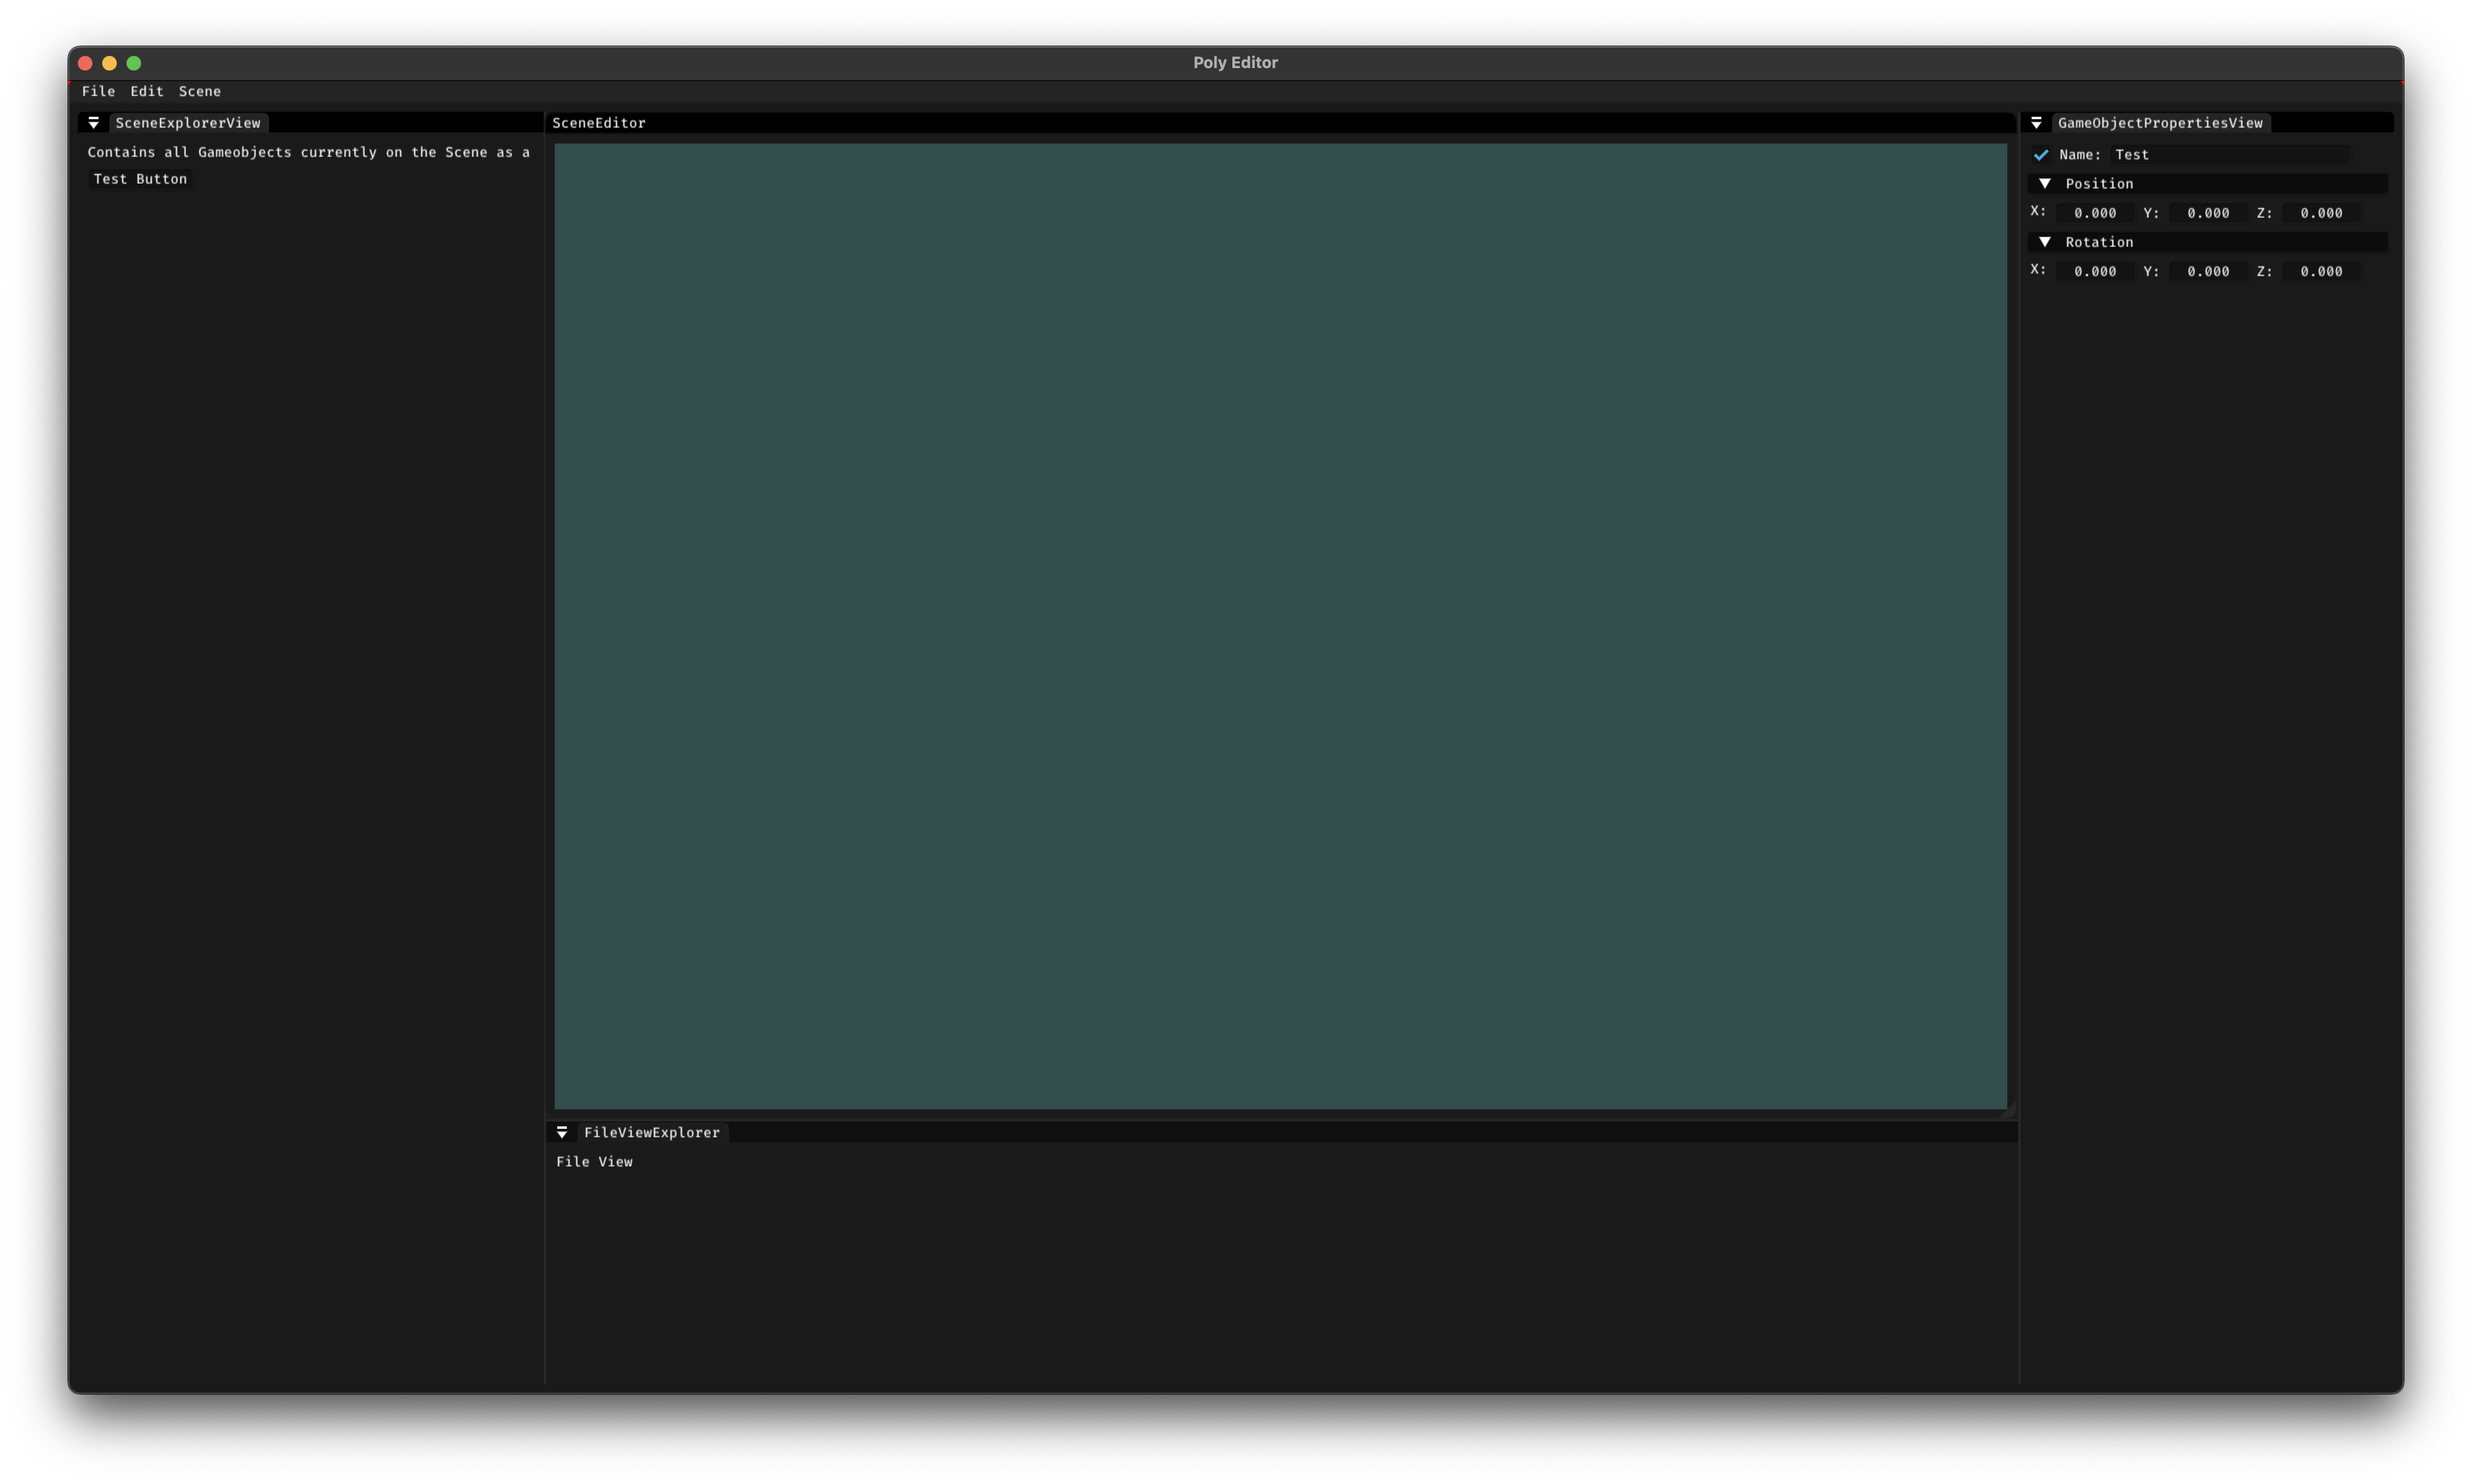 Poly Editor
File Edit Scene
SceneExplorerView
Contains all Gameobjects currently on the Scene as a
Test Button
SceneEditor
FileViewExplorer
File View
GameObjectPropertiesView
Name: Test
Position
X: 0.000 Y: 0.000 Z: 0.000
Rotation
X: 0.000 Y: 0.000 Z: 0.000